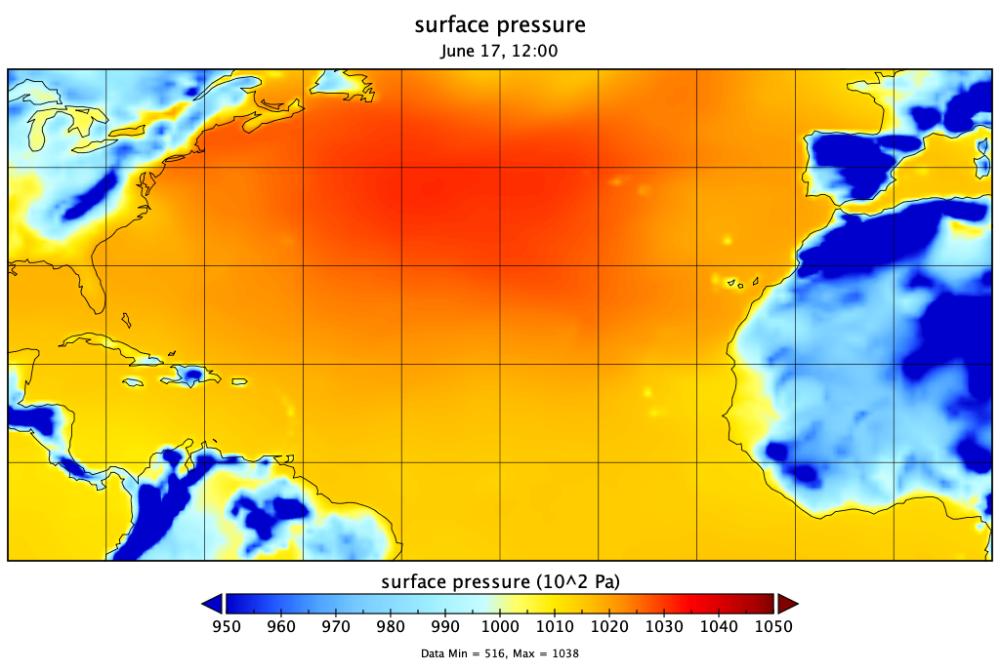 surface pressure
June 17, 12:00
surface pressure (10^2 Pa)
950 960 970 980 990 1000 1010 1020 1030 1040 1050
Data Min = 516, Max = 1038